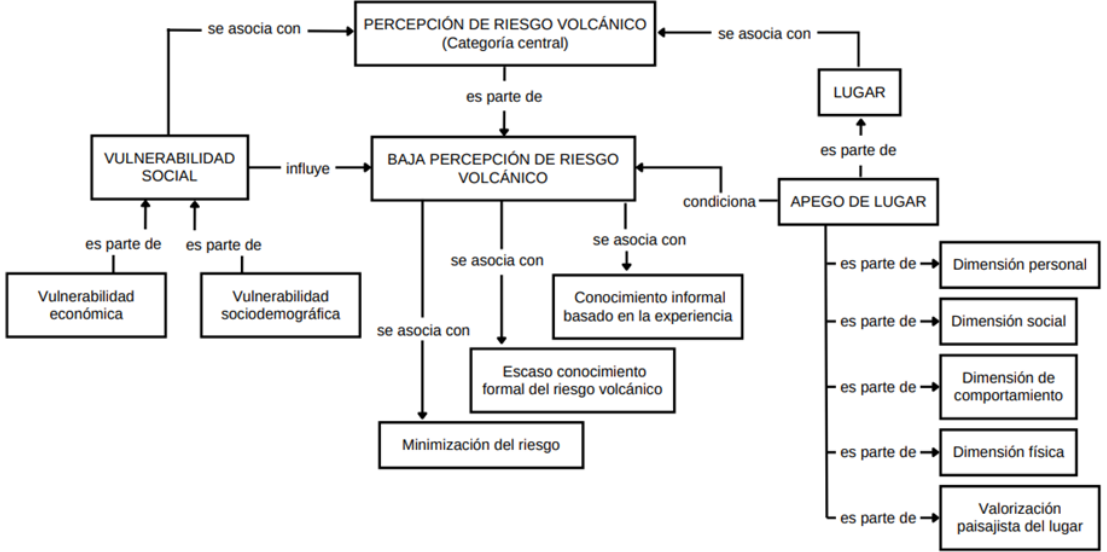 se asocia con
PERCEPCIÓN DE RIESGO VOLCÁNICO
(Categoría central)
se asocia con
es parte de
LUGAR
VULNERABILIDAD
SOCIAL
influye
BAJA PERCEPCIÓN DE RIESGO
VOLCÁNICO
es parte de
condiciona
APEGO DE LUGAR
es parte de
es parte de
se asocia con
se asocia con
es parte de
Dimensión personal
Vulnerabilidad
económica
Vulnerabilidad
sociodemográfica
Conocimiento informal
basado en la experiencia
es parte de
Dimensión social
se asocia con
Escaso conocimiento
formal del riesgo volcánico
es parte de
Dimensión de
comportamiento
Minimización del riesgo
es parte de
Dimensión física
es parte de
Valorización
paisajista del lugar